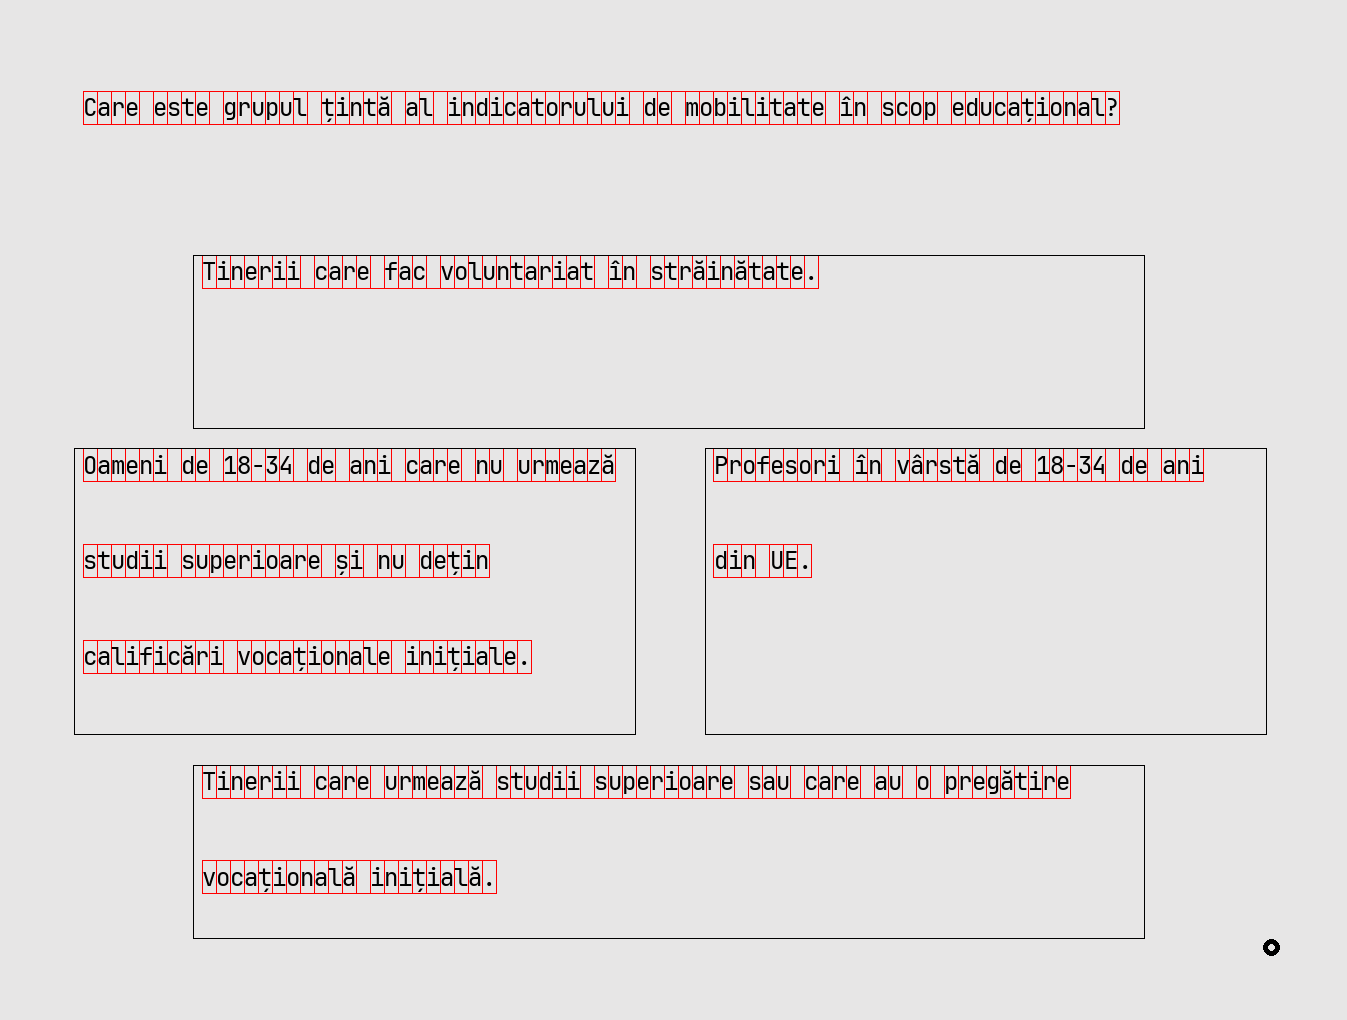 Care este grupul țintă al indicatorului de mobilitate în scop educațional?
Tinerii care fac voluntariat în străinătate.
Oameni de 18-34 de ani care nu urmează
studii superioare și nu dețin
calificări vocaționale inițiale.
Profesori în vârstă de 18-34 de ani
din UE.
Tinerii care urmează studii superioare sau care au o pregătire
vocațională inițială.